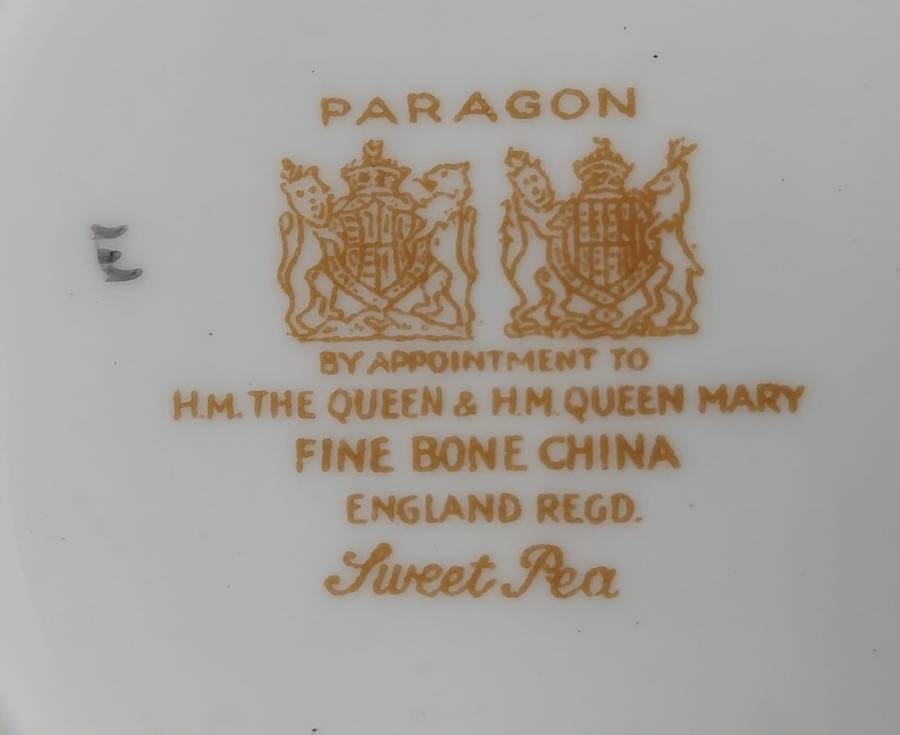 PARAGON
E
BY APPOINTMENT TO
H.M. THE QUEEN & H.M. QUEEN MARY
FINE BONE CHINA
ENGLAND REGD.
Sweet Pea